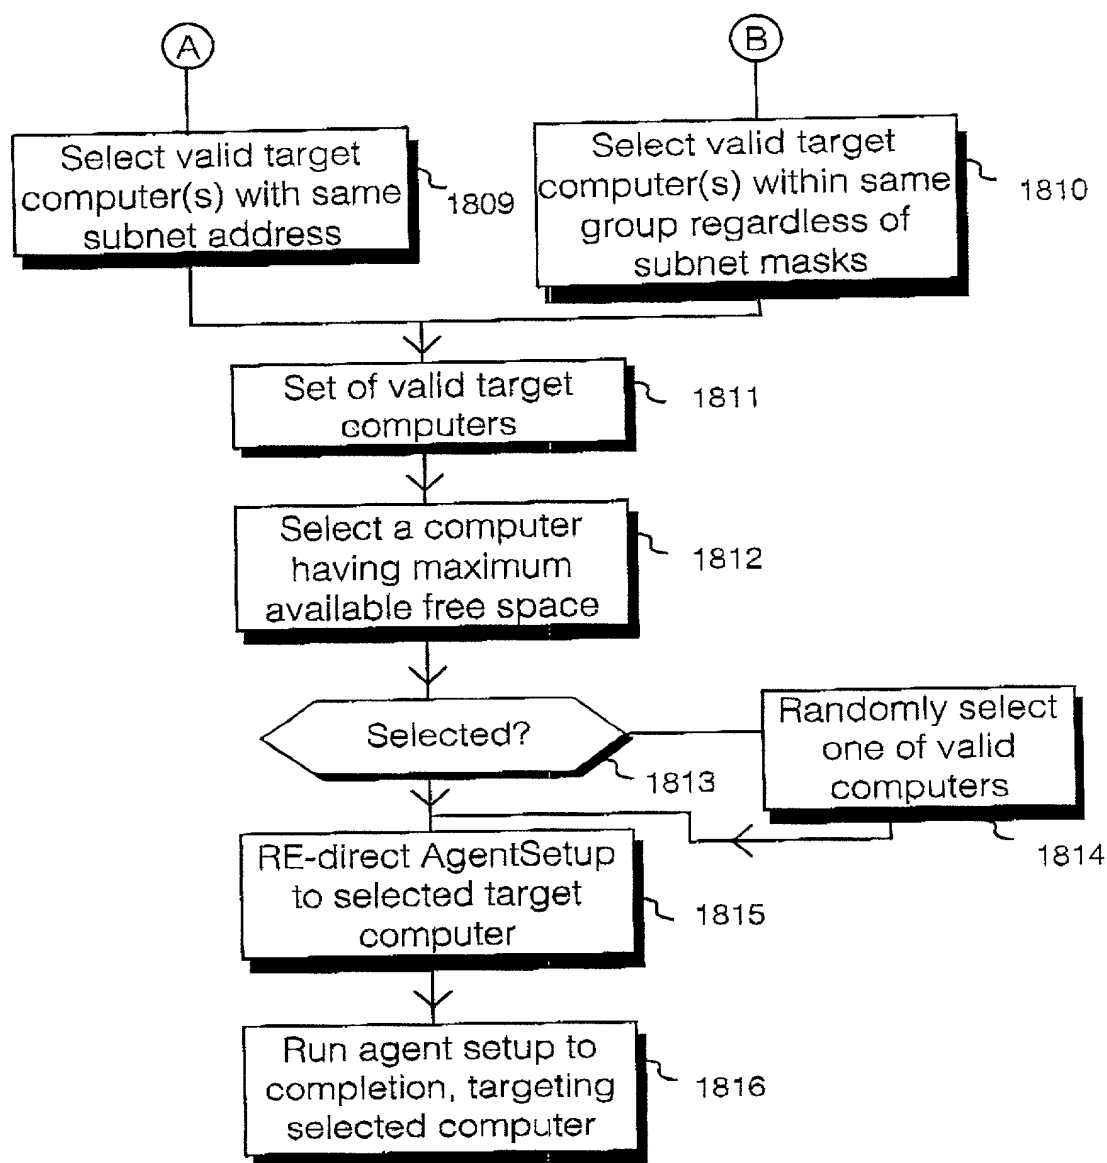 A
B
Select valid target
computer(s) with same
subnet address
1809
Select valid target
computer(s) within same
group regardless of
subnet masks
1810
Set of valid target
computers
1811
Select a computer
having maximum
available free space
1812
Selected?
1813
Randomly select
one of valid
computers
1814
RE-direct AgentSetup
to selected target
computer
1815
Run agent setup to
completion, targeting
selected computer
1816